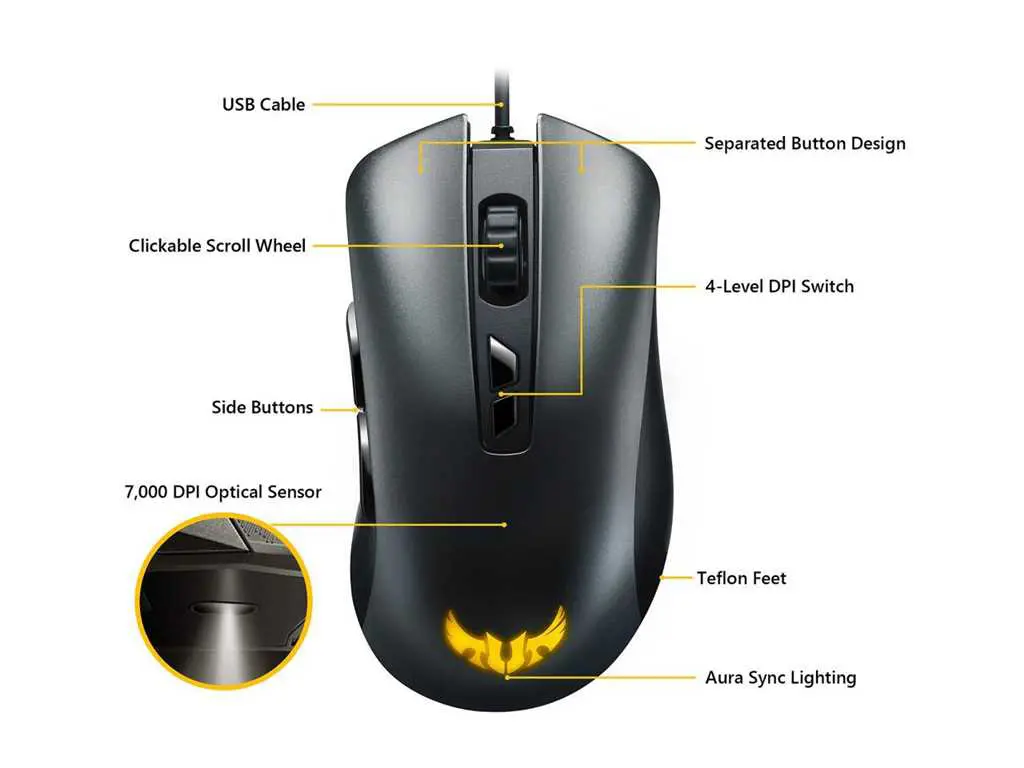 USB Cable
Separated Button Design
Clickable Scroll Wheel
4-Level DPI Switch
Side Buttons
7,000 DPI Optical Sensor
Teflon Feet
Aura Sync Lighting